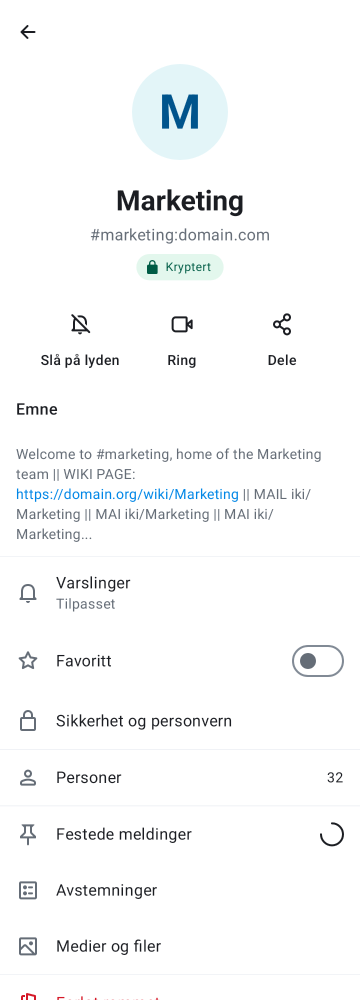 M
Marketing
#marketing:domain.com
Kryptert
Slå på lyden
Ring
Dele
Emne
Welcome to #marketing, home of the Marketing
team || WIKI PAGE:
https://domain.org/wiki/Marketing || MAIL iki/
Marketing || MAI iki/Marketing || MAI iki/
Marketing...
Varslinger
Tilpasset
Favoritt
Sikkerhet og personvern
Personer 32
Festede meldinger
Avstemninger
Medier og filer